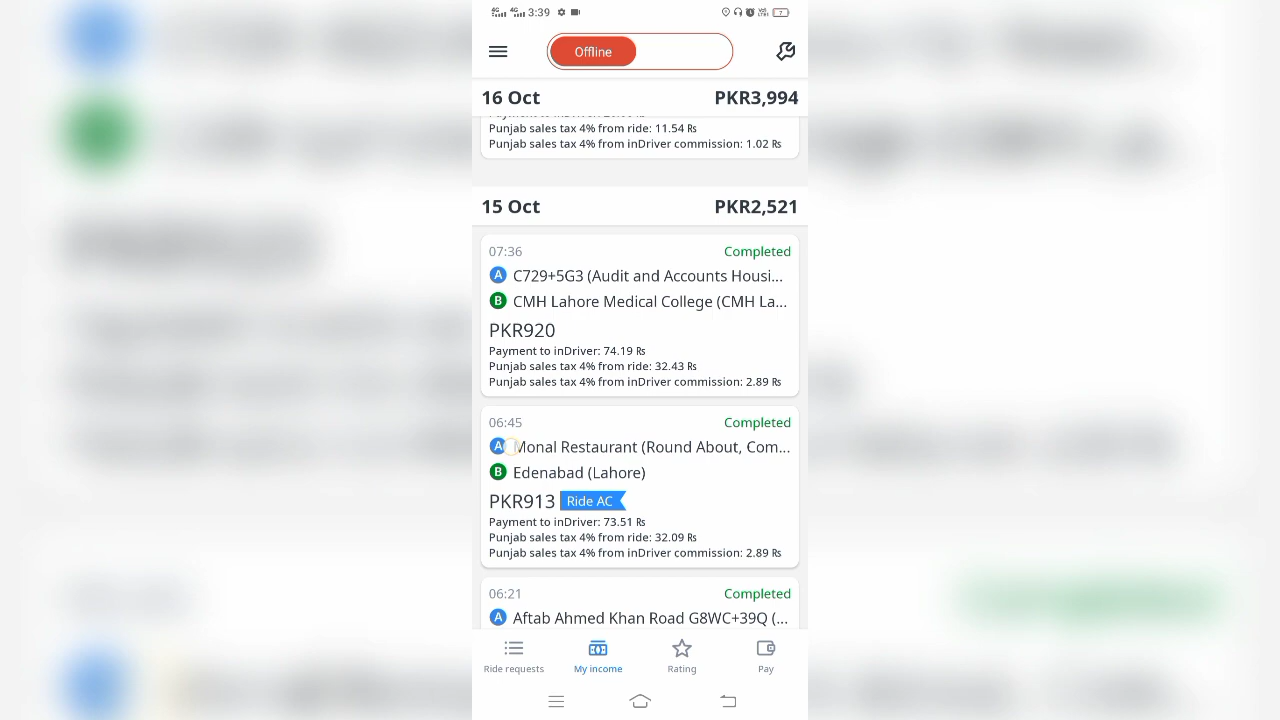 4G 4G 3:39 7
Offline
16 Oct PKR3,994
Punjab sales tax 4% from ride: 11.54 ₨
Punjab sales tax 4% from inDriver commission: 1.02 ₨
15 Oct PKR2,521
07:36 Completed
A C729+5G3 (Audit and Accounts Housi...
B CMH Lahore Medical College (CMH La...
PKR920
Payment to inDriver: 74.19 ₨
Punjab sales tax 4% from ride: 32.43 ₨
Punjab sales tax 4% from inDriver commission: 2.89 ₨
06:45 Completed
A Monal Restaurant (Round About, Com...
B Edenabad (Lahore)
PKR913 Ride AC
Payment to inDriver: 73.51 ₨
Punjab sales tax 4% from ride: 32.09 ₨
Punjab sales tax 4% from inDriver commission: 2.89 ₨
06:21 Completed
A Aftab Ahmed Khan Road G8WC+39Q (...
Ride requests My income Rating Pay